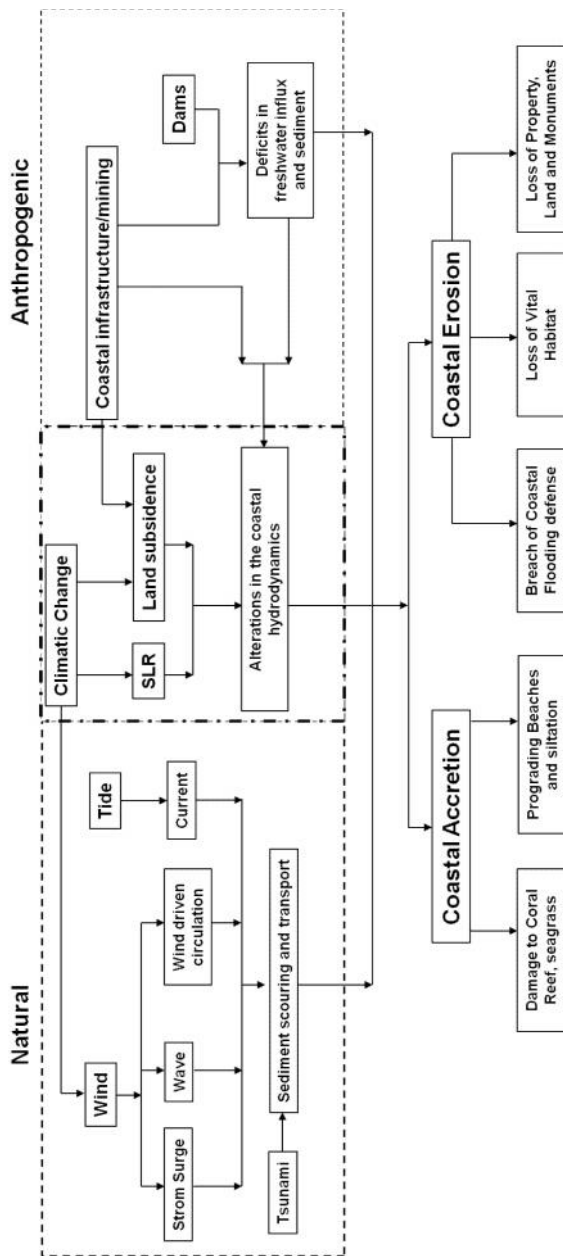 Natural
Anthropogenic
Climatic Change
Coastal infrastructure/mining
Wind
Tide
SLR
Land subsidence
Dams
Strom Surge
Wave
Wind driven
circulation
Current
Alterations in the coastal
hydrodynamics
Deficits in
freshwater influx
and sediment
Tsunami
Sediment scouring and transport
Coastal Accretion
Coastal Erosion
Damage to Coral
Reef, seagrass
Prograding Beaches
and siltation
Breach of Coastal
Flooding defense
Loss of Vital
Habitat
Loss of Property,
Land and Monuments